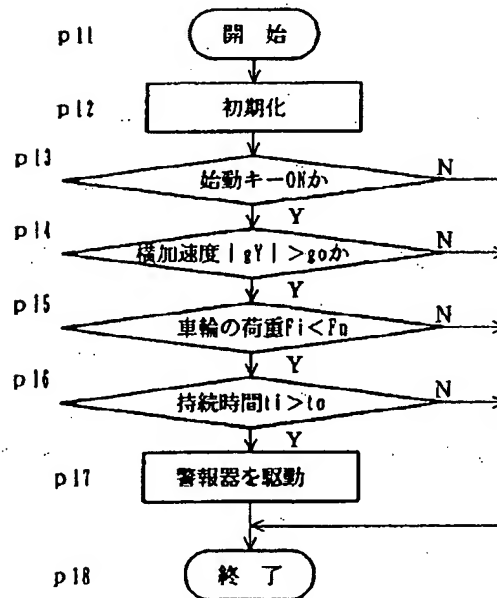 p11 開 始
p12 初期化
p13 始動キーONか N
Y
p14 横加速度|gY|>goか N
Y
p15 車輪の荷重Fi<Fn N
Y
p16 持続時間ti>to N
Y
p17 警報器を駆動
p18 終 了